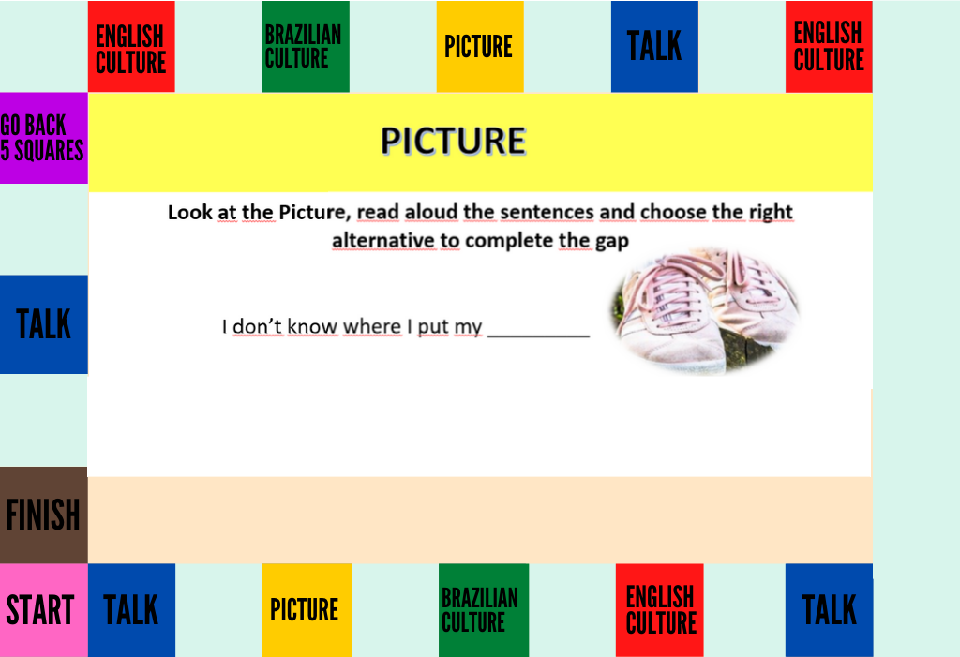 ENGLISH
CULTURE
BRAZILIAN
CULTURE
PICTURE
TALK
ENGLISH
CULTURE
GO BACK
5 SQUARES
PICTURE
Look at the Picture, read aloud the sentences and choose the right
alternative to complete the gap
I don't know where I put my __________
TALK
FINISH
START
TALK
PICTURE
BRAZILIAN
CULTURE
ENGLISH
CULTURE
TALK